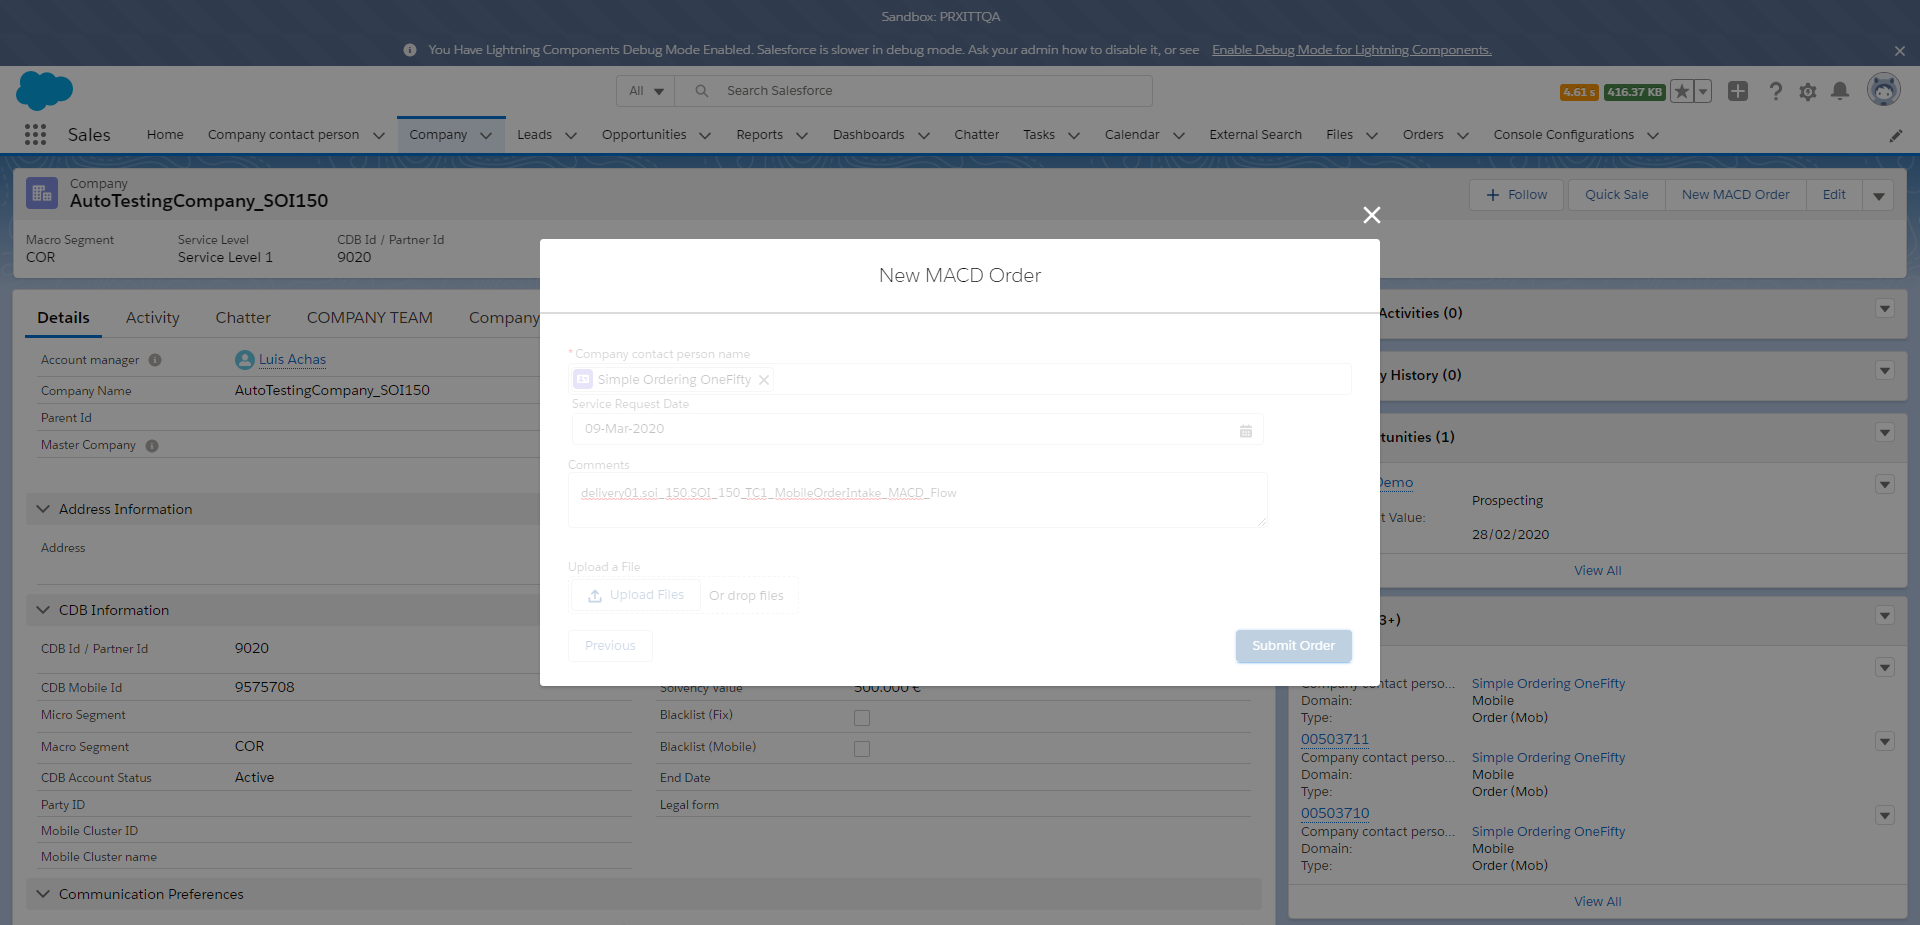 Sandbox: PRXITTQA
You Have Lightning Components Debug Mode Enabled. Salesforce is slower in debug mode. Ask your admin how to disable it, or see Enable Debug Mode for Lightning Components.
All Search Salesforce
4.61 s 416.37 KB
Sales Home Company contact person Company Leads Opportunities Reports Dashboards Chatter Tasks Calendar External Search Files Orders Console Configurations
Company
AutoTestingCompany_SOI150
Follow Quick Sale New MACD Order Edit
Macro Segment Service Level CDB Id / Partner Id
COR Service Level 1 9020
New MACD Order
* Company contact person name
Simple Ordering OneFifty
Service Request Date
09-Mar-2020
Comments
delivery01.soi_150.SOI_150_TC1_MobileOrderIntake_MACD_Flow
Upload a File
Upload Files Or drop files
Previous Submit Order
Details Activity Chatter COMPANY TEAM Company
Account manager Luis Achas
Company Name AutoTestingCompany_SOI150
Parent Id
Master Company
Address Information
Address
CDB Information
CDB Id / Partner Id 9020
CDB Mobile Id 9575708
Micro Segment
Macro Segment COR
CDB Account Status Active
Party ID
Mobile Cluster ID
Mobile Cluster name
Solvency Value 500.000 €
Blacklist (Fix)
Blacklist (Mobile)
End Date
Legal form
Communication Preferences
Activities (0)
y History (0)
tunities (1)
Demo
Prospecting
t Value:
28/02/2020
View All
3+)
Company contact perso... Simple Ordering OneFifty
Domain: Mobile
Type: Order (Mob)
00503711
Company contact perso... Simple Ordering OneFifty
Domain: Mobile
Type: Order (Mob)
00503710
Company contact perso... Simple Ordering OneFifty
Domain: Mobile
Type: Order (Mob)
View All